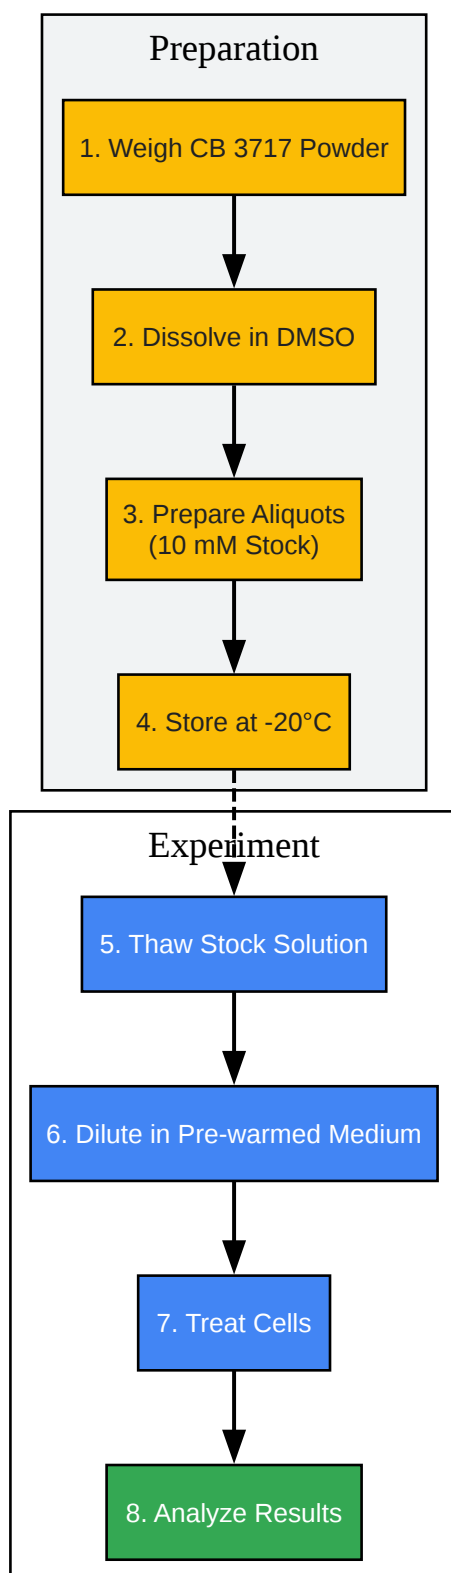 Preparation
1. Weigh CB 3717 Powder
2. Dissolve in DMSO
3. Prepare Aliquots
(10 mM Stock)
4. Store at -20°C
Experiment
5. Thaw Stock Solution
6. Dilute in Pre-warmed Medium
7. Treat Cells
8. Analyze Results